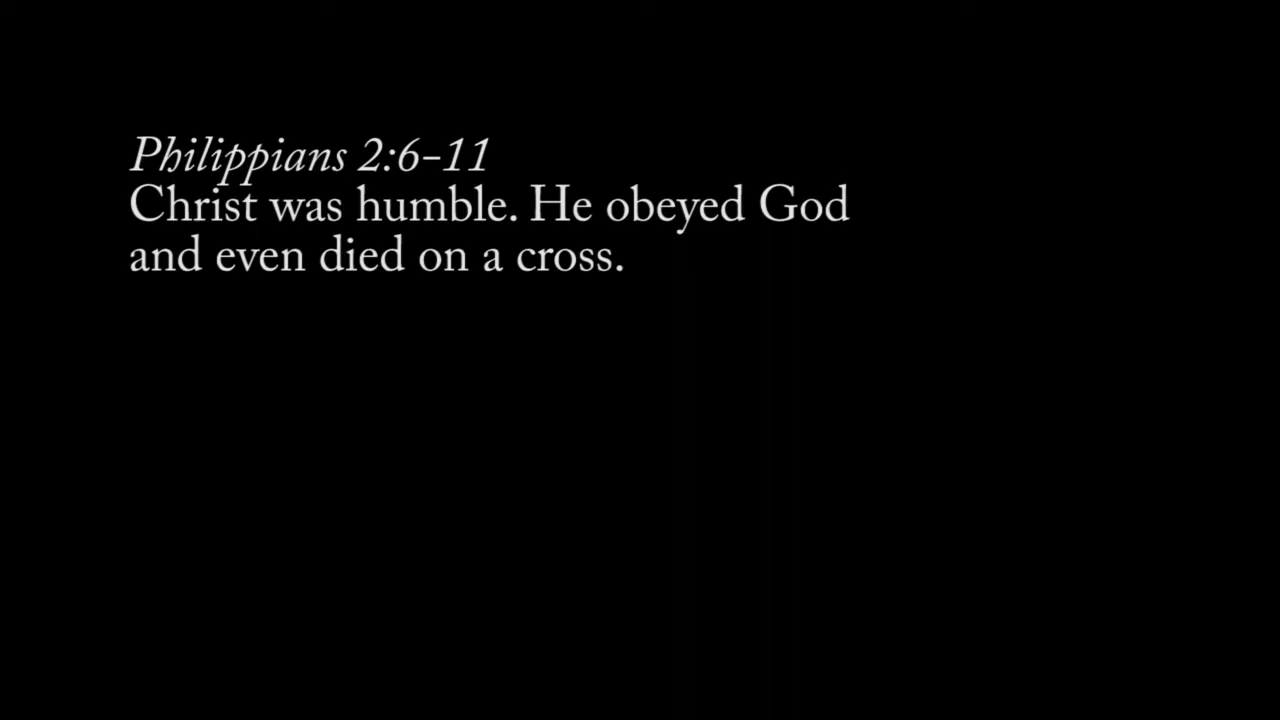 Philippians 2:6–11
Christ was humble. He obeyed God
and even died on a cross.